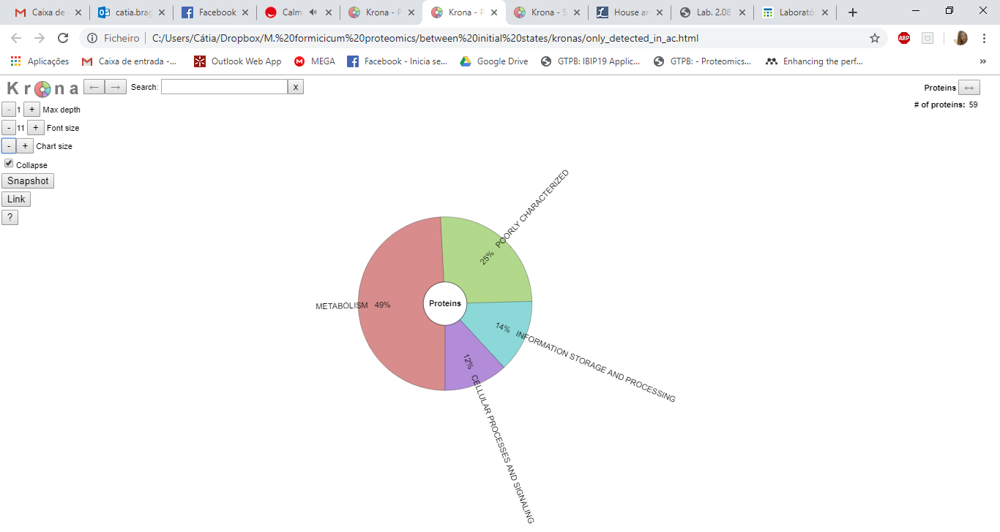 Caixa de
catia.brag
Facebook
Calm
Krona - P
Krona - P
Krona - S
House an
Lab. 2.08
Laborató
Ficheiro
C:/Users/Cátia/Dropbox/M.%20formicicum%20proteomics/between%20initial%20states/kronas/only_detected_in_ac.html
ABP
Aplicações
Caixa de entrada -...
Outlook Web App
MEGA
Facebook - Inicia se...
Google Drive
GTPB: IBIP19 Applic...
GTPB: - Proteomics...
Enhancing the perf...
»
Krona
← → Search: x
Proteins ↔
- 1 + Max depth
# of proteins: 59
- 11 + Font size
- + Chart size
Collapse
Snapshot
Link
?
25% POORLY CHARACTERIZED
METABOLISM 49%
Proteins
14% INFORMATION STORAGE AND PROCESSING
12% CELLULAR PROCESSES AND SIGNALING